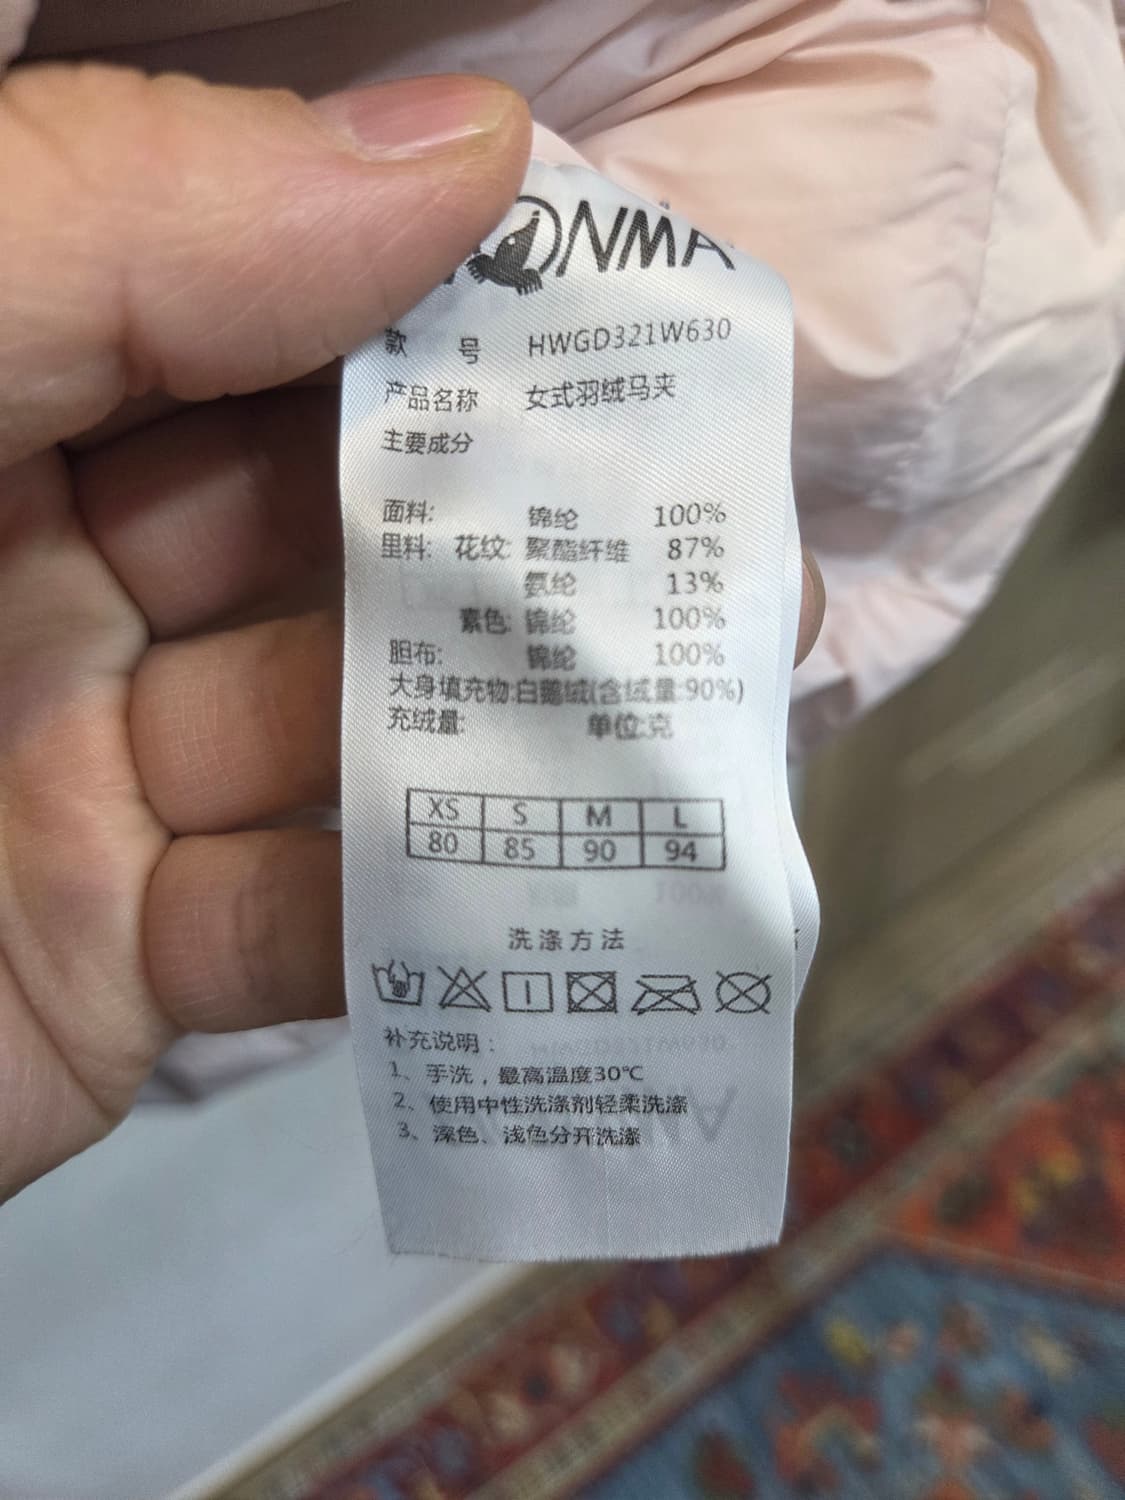 ONMA
款 号 HWGD321W630
产品名称 女式羽绒马夹
主要成分
面料: 锦纶 100%
里料: 花纹: 聚酯纤维 87%
氨纶 13%
素色: 锦纶 100%
胆布: 锦纶 100%
大身填充物:白鹅绒(含绒量:90%)
充绒量: 单位:克
XS S M L
80 85 90 94
洗涤方法
补充说明:
1、手洗，最高温度30℃
2、使用中性洗涤剂轻柔洗涤
3、深色、浅色分开洗涤